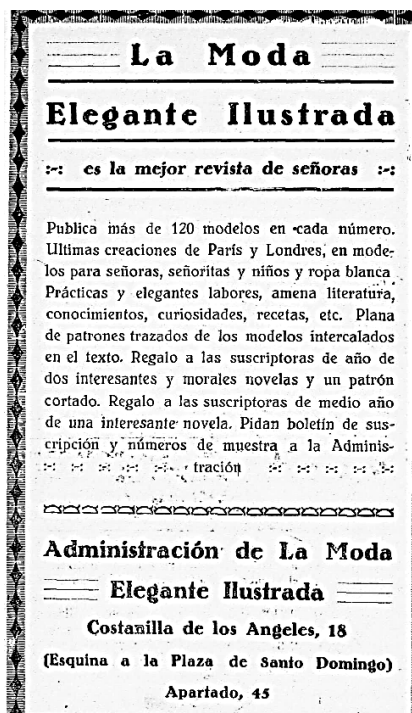 La Moda
Elegante Ilustrada
:-: es la mejor revista de señoras :-:
Publica más de 120 modelos en cada número.
Ultimas creaciones de París y Londres, en mode-
los para señoras, señoritas y niños y ropa blanca
Prácticas y elegantes labores, amena literatura,
conocimientos, curiosidades, recetas, etc. Plana
de patrones trazados de los modelos intercalados
en el texto. Regalo a las suscriptoras de año de
dos interesantes y morales novelas y un patrón
cortado. Regalo a las suscriptoras de medio año
de una interesante novela. Pidan boletín de sus-
cripción y números de muestra a la Adminis-
:-: :-: :-: :-: :-: tración :-: :-: :-: :-: :-:
Administración de La Moda
Elegante Ilustrada
Costanilla de los Angeles, 18
(Esquina a la Plaza de Santo Domingo)
Apartado, 45